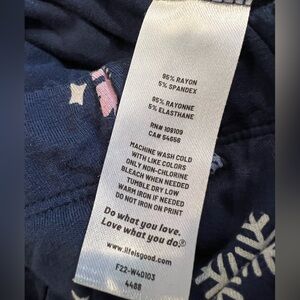 95% RAYON
5% SPANDEX
95% RAYONNE
5% ELASTHANE
RN# 109109
CA# 54656
MACHINE WASH COLD
WITH LIKE COLORS
ONLY NON-CHLORINE
BLEACH WHEN NEEDED
TUMBLE DRY LOW
WARM IRON IF NEEDED
DO NOT IRON ON PRINT
Do what you love.
Love what you do.®
www.lifeisgood.com
F22-W40103
4488